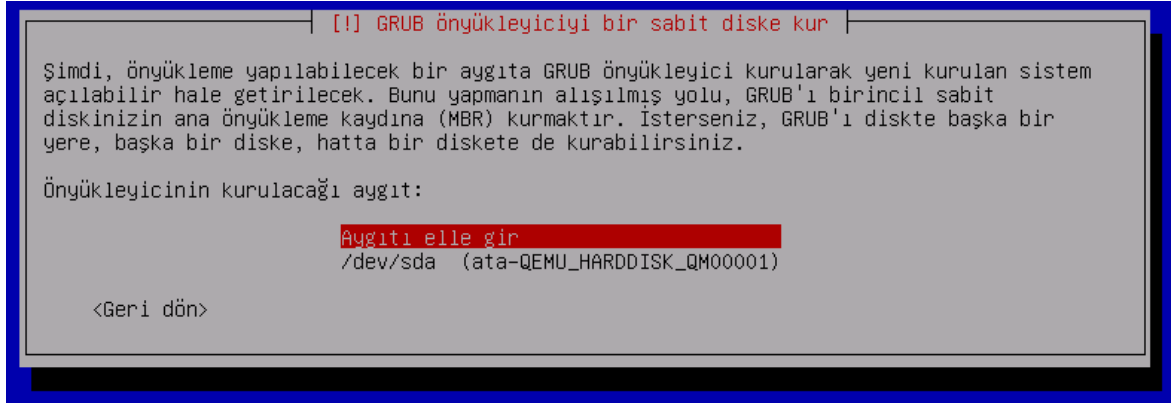 [!] GRUB önyükleyiciyi bir sabit diske kur
Şimdi, önyükleme yapılabilecek bir aygıta GRUB önyükleyici kurularak yeni kurulan sistem
açılabilir hale getirilecek. Bunu yapmanın alışılmış yolu, GRUB'ı birincil sabit
diskinizin ana önyükleme kaydına (MBR) kurmaktır. İsterseniz, GRUB'ı diskte başka bir
yere, başka bir diske, hatta bir diskete de kurabilirsiniz.
Önyükleyicinin kurulacağı aygıt:
Aygıtı elle gir
/dev/sda (ata-QEMU_HARDDISK_QM00001)
<Geri dön>